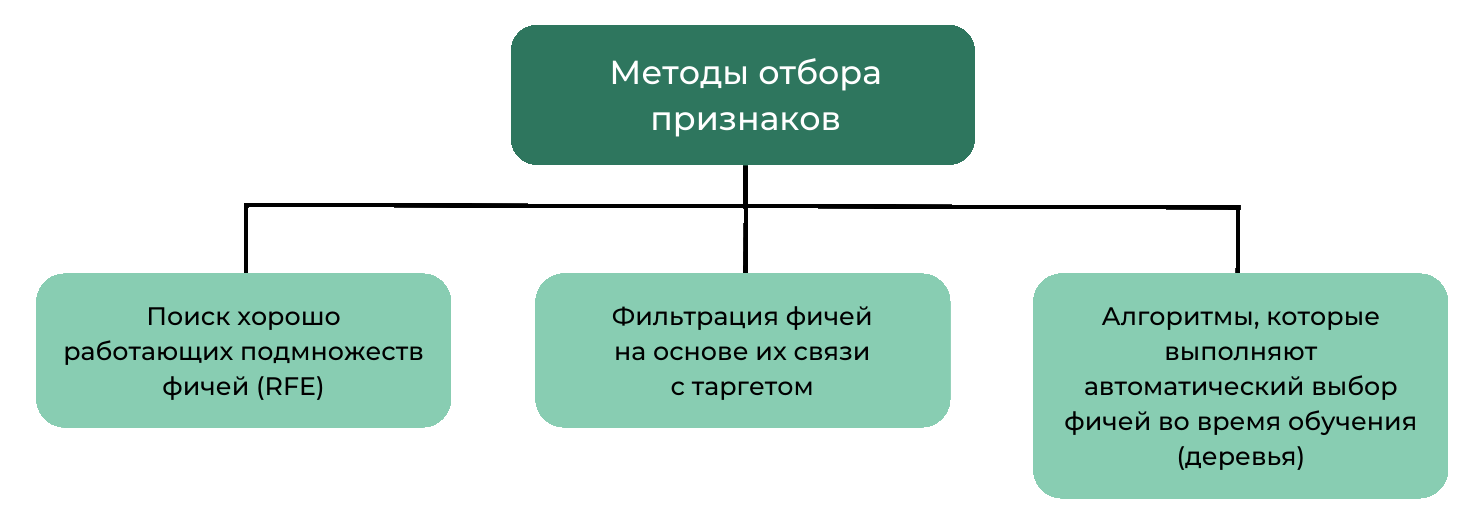 Методы отбора
признаков
Поиск хорошо
работающих подмножеств
фичей (RFE)
Фильтрация фичей
на основе их связи
с таргетом
Алгоритмы, которые
выполняют
автоматический выбор
фичей во время обучения
(деревья)